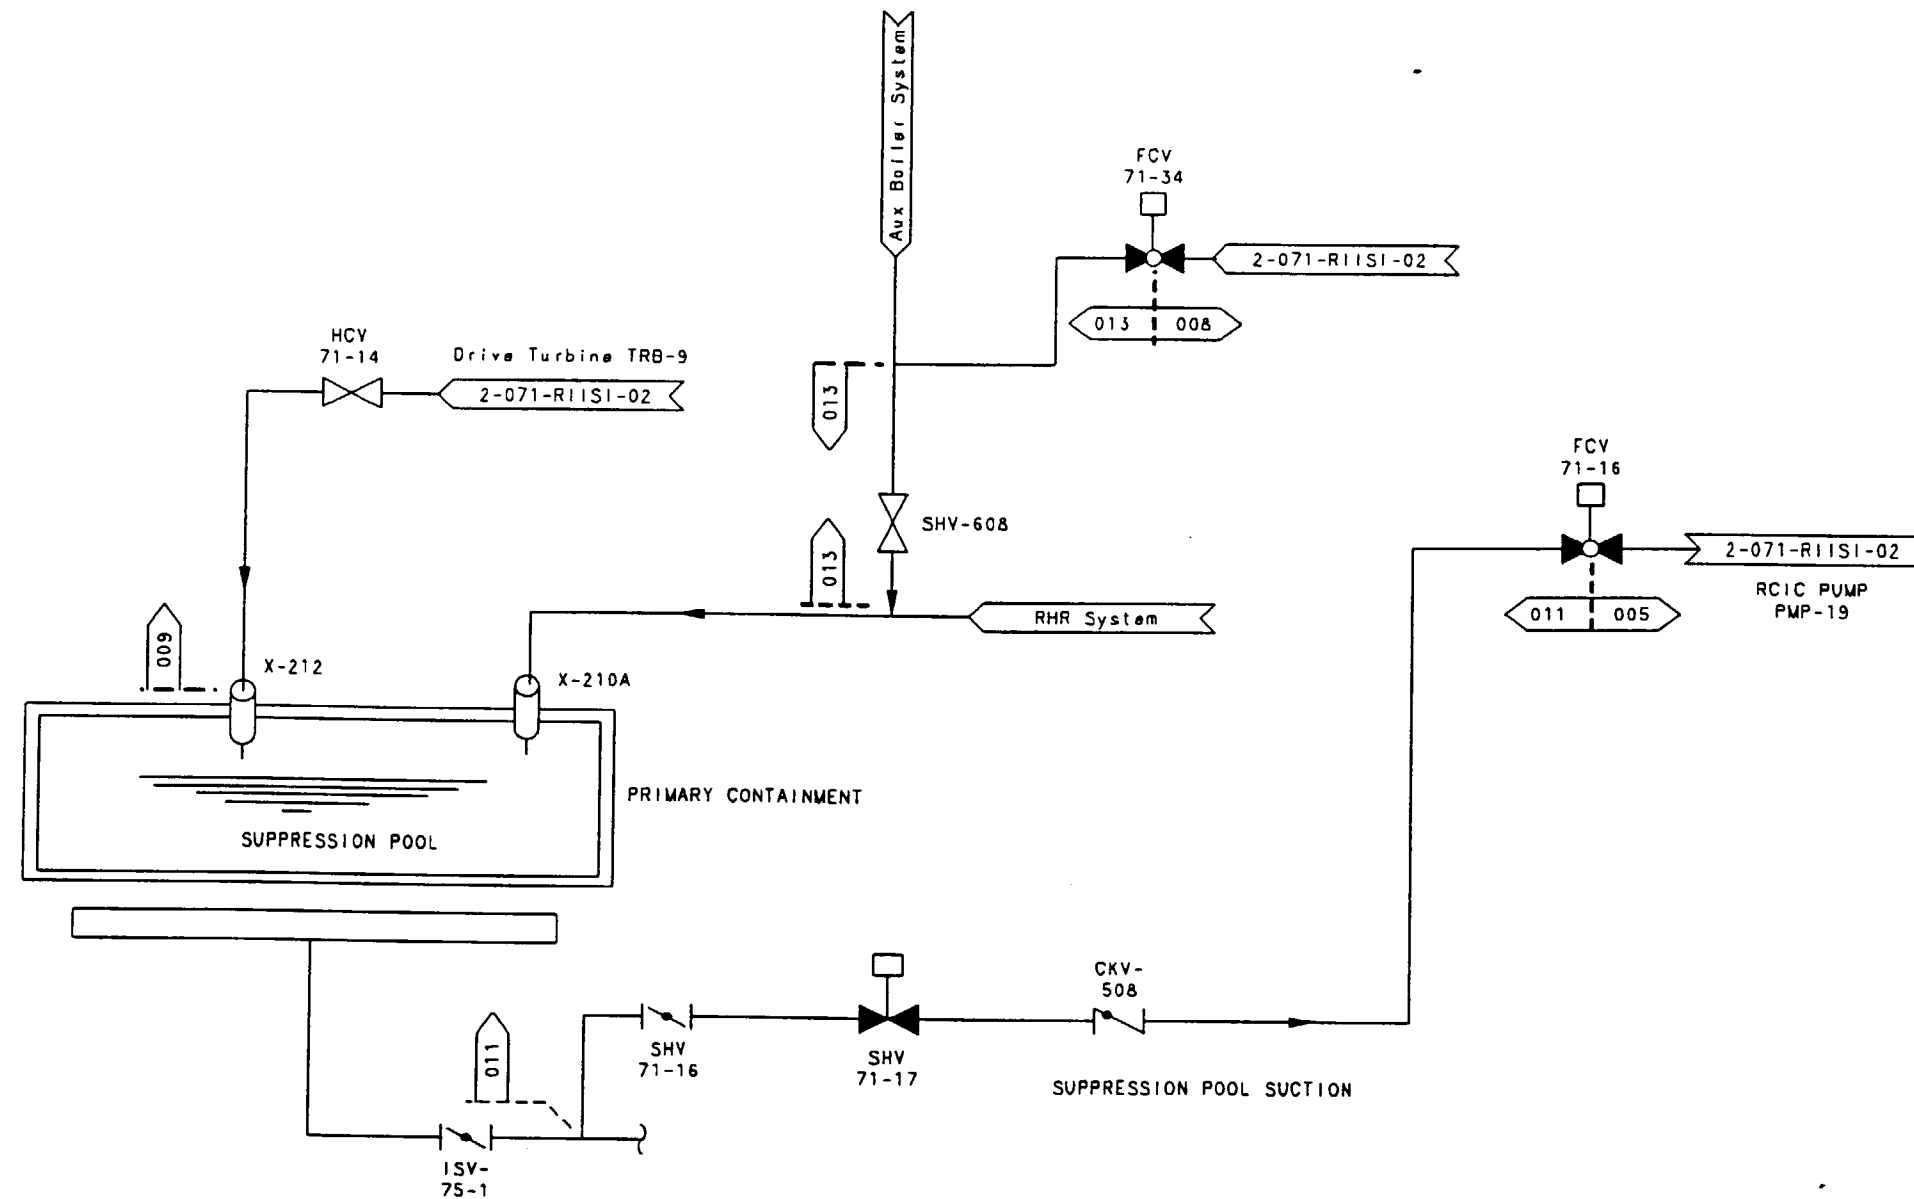 Aux Boiler System
FCV
71-34
2-071-RIISI-02
013
008
HCV
71-14
Drive Turbine TRB-9
2-071-RIISI-02
013
FCV
71-16
2-071-RIISI-02
RCIC PUMP
PMP-19
011
005
SHV-608
013
RHR System
009
X-212
X-210A
PRIMARY CONTAINMENT
SUPPRESSION POOL
CKV-
508
011
SHV
71-16
SHV
71-17
SUPPRESSION POOL SUCTION
ISV-
75-1